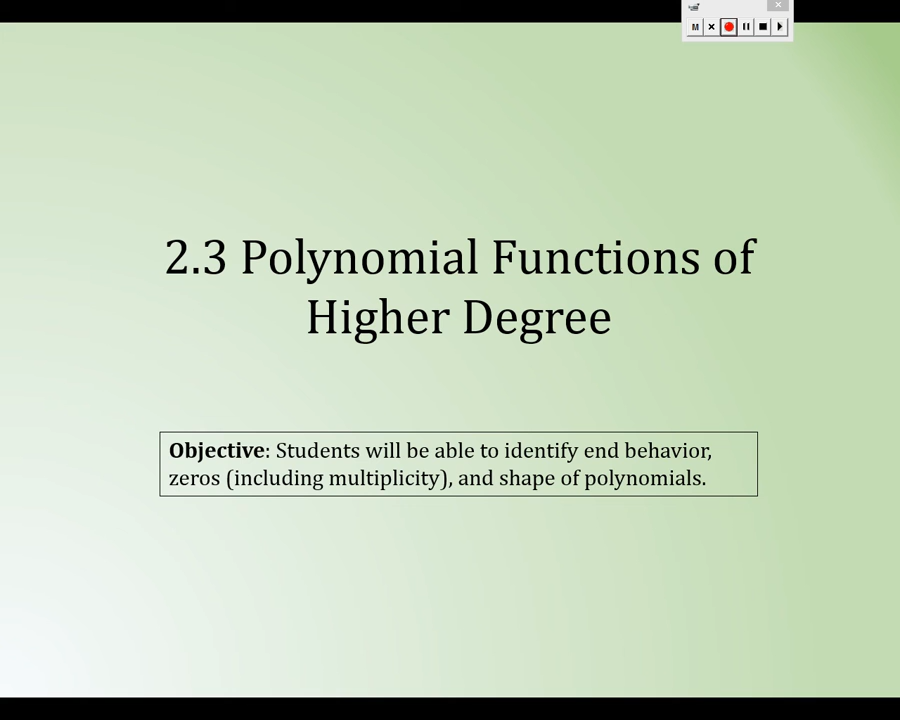 M
2.3 Polynomial Functions of
Higher Degree
Objective: Students will be able to identify end behavior,
zeros (including multiplicity), and shape of polynomials.